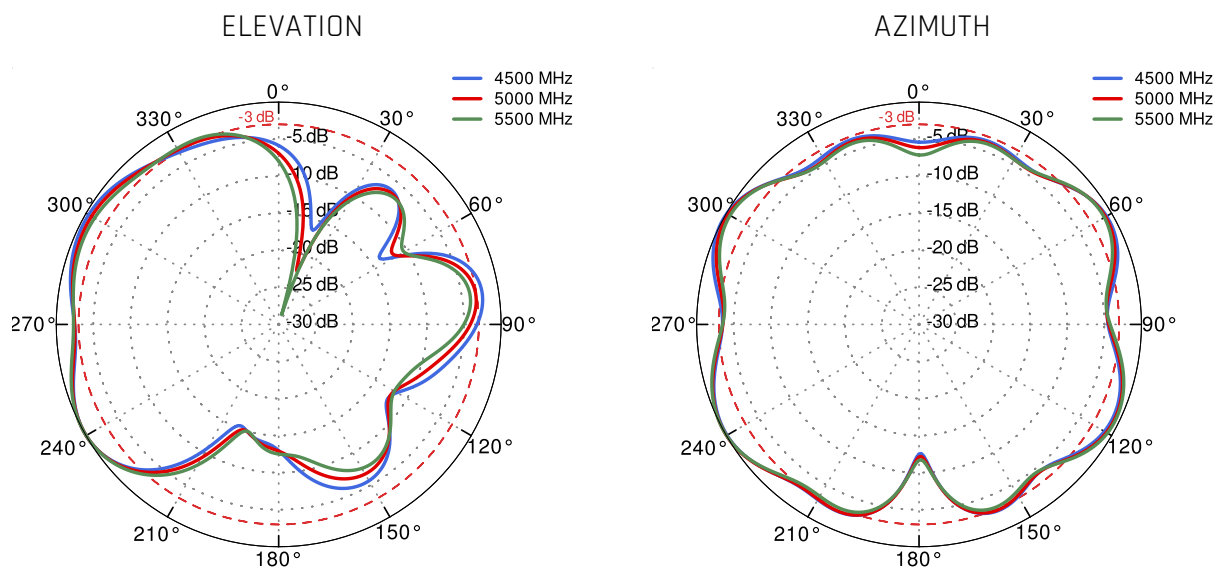 ELEVATION
4500 MHz
5000 MHz
5500 MHz
0°
30°
60°
90°
120°
150°
180°
210°
240°
270°
300°
330°
-3 dB
-5 dB
-10 dB
-15 dB
-20 dB
-25 dB
-30 dB
AZIMUTH
4500 MHz
5000 MHz
5500 MHz
0°
30°
60°
90°
120°
150°
180°
210°
240°
270°
300°
330°
-3 dB
-5 dB
-10 dB
-15 dB
-20 dB
-25 dB
-30 dB